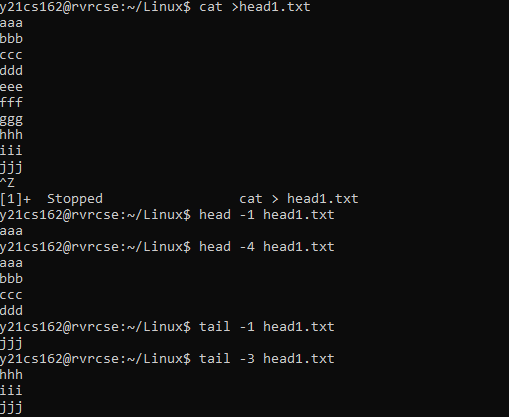 y21cs162@rvrcse:~/Linux$ cat >head1.txt
aaa
bbb
ccc
ddd
eee
fff
ggg
hhh
iii
jjj
^Z
[1]+  Stopped                 cat > head1.txt
y21cs162@rvrcse:~/Linux$ head -1 head1.txt
aaa
y21cs162@rvrcse:~/Linux$ head -4 head1.txt
aaa
bbb
ccc
ddd
y21cs162@rvrcse:~/Linux$ tail -1 head1.txt
jjj
y21cs162@rvrcse:~/Linux$ tail -3 head1.txt
hhh
iii
jjj